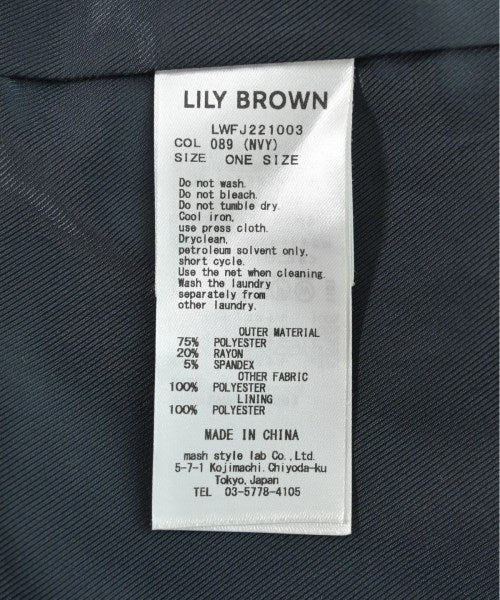 LILY BROWN
LWFJ221003
COL 089 (NVY)
SIZE ONE SIZE
Do not wash.
Do not bleach.
Do not tumble dry.
Cool iron,
use press cloth.
Dryclean,
petroleum solvent only,
short cycle.
Use the net when cleaning.
Wash the laundry
separately from
other laundry.
OUTER MATERIAL
75% POLYESTER
20% RAYON
5% SPANDEX
OTHER FABRIC
100% POLYESTER
LINING
100% POLYESTER
MADE IN CHINA
mash style lab Co.,Ltd.
5-7-1 Kojimachi.Chiyoda-ku
Tokyo,Japan
TEL 03-5778-4105